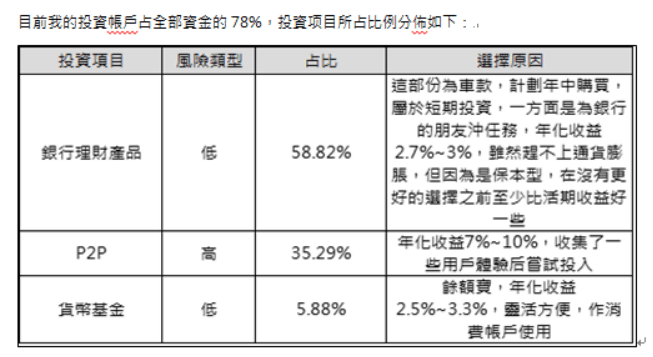 目前我的投資帳戶占全部資金的 78%，投資项目所占比例分佈如下：
投資項目 風險類型 占比 選擇原因
這部份為車款，計劃年中購買，
屬於短期投資，一方面是為銀行
的朋友沖任務，年化收益
銀行理財產品 低 58.82% 2.7%~3%，雖然趕不上通貨膨
脹，但因為是保本型，在沒有更
好的選擇之前至少比活期收益好
一些
P2P 高 35.29% 年化收益7%~10%，收集了一
些用戶體驗后嘗試投入
餘額寶，年化收益
貨幣基金 低 5.88% 2.5%~3.3%，靈活方便，作消
費帳戶使用